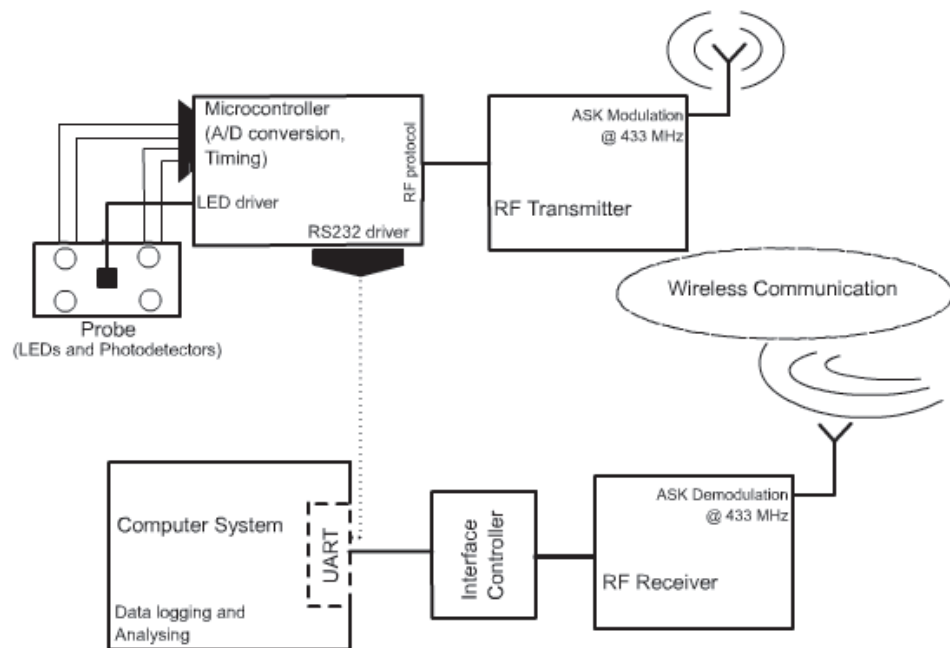 Microcontroller
(A/D conversion,
Timing)
LED driver
RF protocol
RS232 driver
ASK Modulation
@ 433 MHz
RF Transmitter
Probe
(LEDs and Photodetectors)
Wireless Communication
Computer System
UART
Data logging and
Analysing
Interface
Controller
ASK Demodulation
@ 433 MHz
RF Receiver